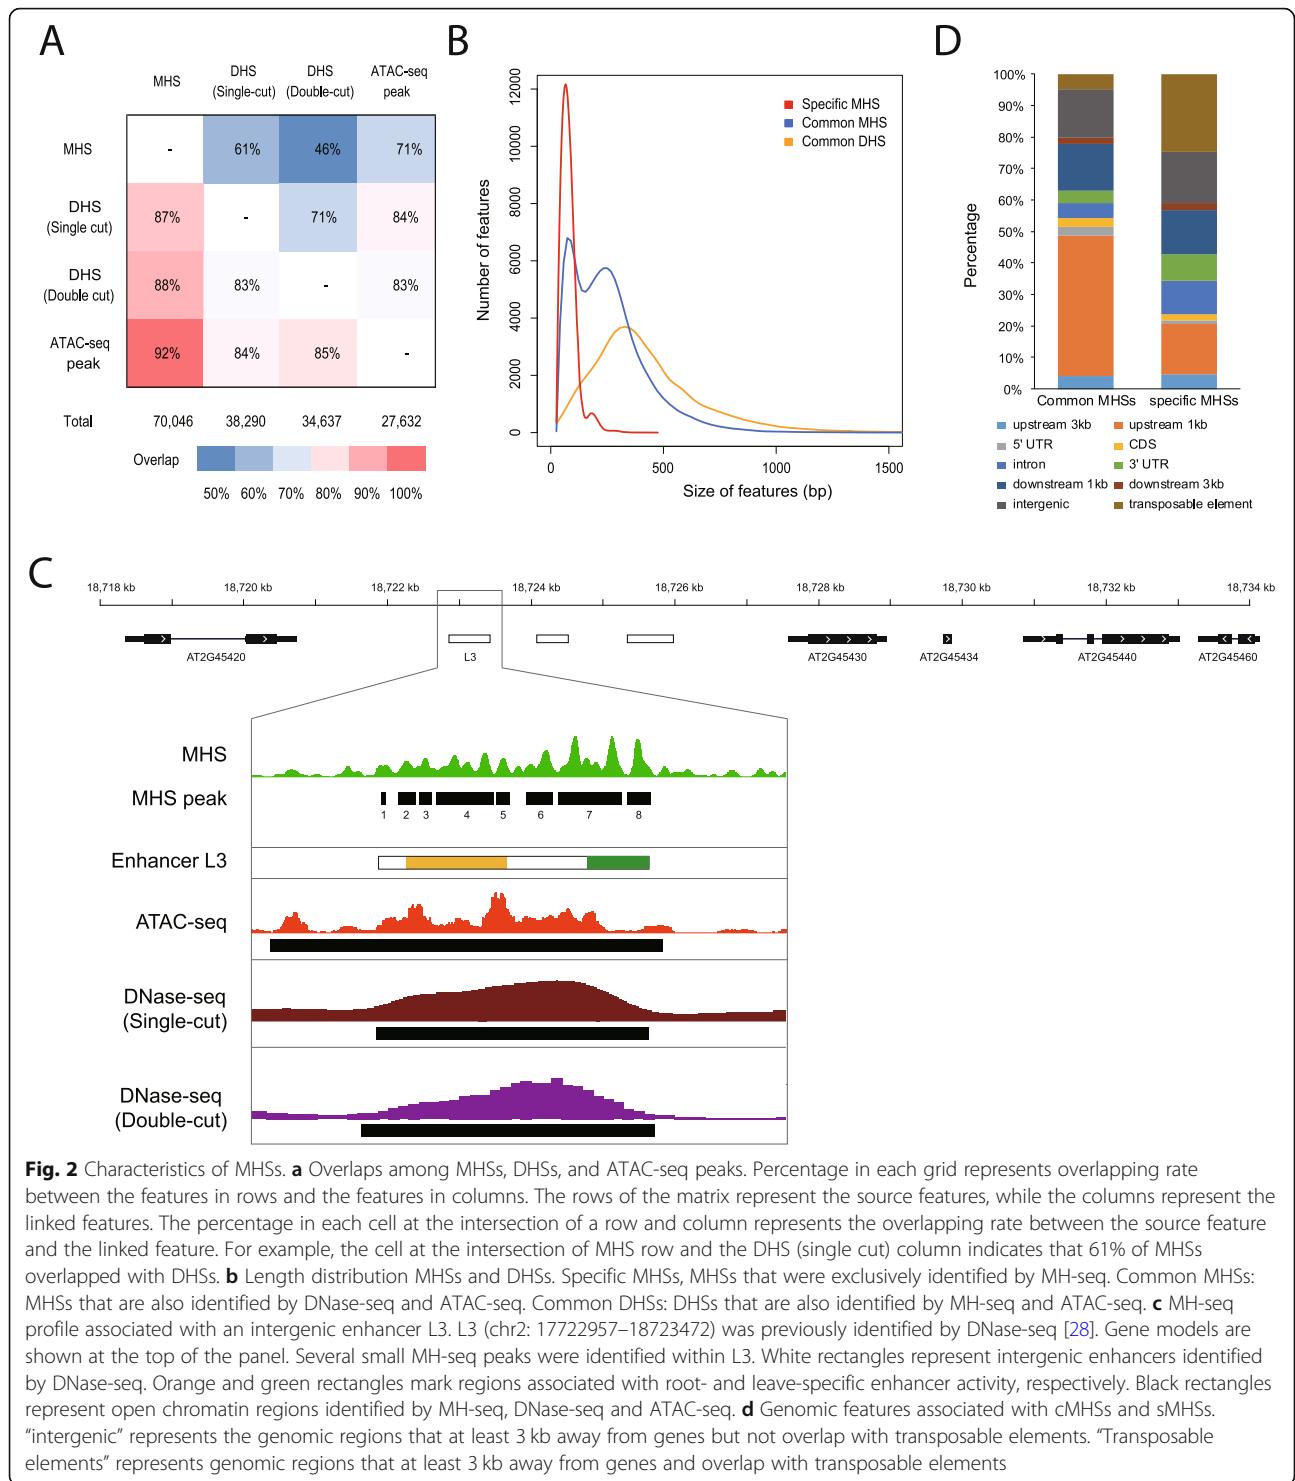 A
MHS
DHS
(Single-cut)
DHS
(Double-cut)
ATAC-seq
peak
MHS
-
61%
46%
71%
DHS
(Single cut)
87%
-
71%
84%
DHS
(Double cut)
88%
83%
-
83%
ATAC-seq
peak
92%
84%
85%
-
Total
70,046
38,290
34,637
27,632
Overlap
50% 60% 70% 80% 90% 100%
B
Number of features
12000
10000
8000
6000
4000
2000
0
Specific MHS
Common MHS
Common DHS
0 500 1000 1500
Size of features (bp)
D
Percentage
100%
90%
80%
70%
60%
50%
40%
30%
20%
10%
0%
Common MHSs specific MHSs
upstream 3kb upstream 1kb
5' UTR CDS
intron 3' UTR
downstream 1kb downstream 3kb
intergenic transposable element
C
18,718 kb 18,720 kb 18,722 kb 18,724 kb 18,726 kb 18,728 kb 18,730 kb 18,732 kb 18,734 kb
AT2G45420 L3 AT2G45430 AT2G45434 AT2G45440 AT2G45460
MHS
MHS peak
1 2 3 4 5 6 7 8
Enhancer L3
ATAC-seq
DNase-seq
(Single-cut)
DNase-seq
(Double-cut)
Fig. 2 Characteristics of MHSs. a Overlaps among MHSs, DHSs, and ATAC-seq peaks. Percentage in each grid represents overlapping rate
between the features in rows and the features in columns. The rows of the matrix represent the source features, while the columns represent the
linked features. The percentage in each cell at the intersection of a row and column represents the overlapping rate between the source feature
and the linked feature. For example, the cell at the intersection of MHS row and the DHS (single cut) column indicates that 61% of MHSs
overlapped with DHSs. b Length distribution MHSs and DHSs. Specific MHSs, MHSs that were exclusively identified by MH-seq. Common MHSs:
MHSs that are also identified by DNase-seq and ATAC-seq. Common DHSs: DHSs that are also identified by MH-seq and ATAC-seq. c MH-seq
profile associated with an intergenic enhancer L3. L3 (chr2: 17722957–18723472) was previously identified by DNase-seq [28]. Gene models are
shown at the top of the panel. Several small MH-seq peaks were identified within L3. White rectangles represent intergenic enhancers identified
by DNase-seq. Orange and green rectangles mark regions associated with root- and leave-specific enhancer activity, respectively. Black rectangles
represent open chromatin regions identified by MH-seq, DNase-seq and ATAC-seq. d Genomic features associated with cMHSs and sMHSs.
“intergenic” represents the genomic regions that at least 3 kb away from genes but not overlap with transposable elements. “Transposable
elements” represents genomic regions that at least 3 kb away from genes and overlap with transposable elements